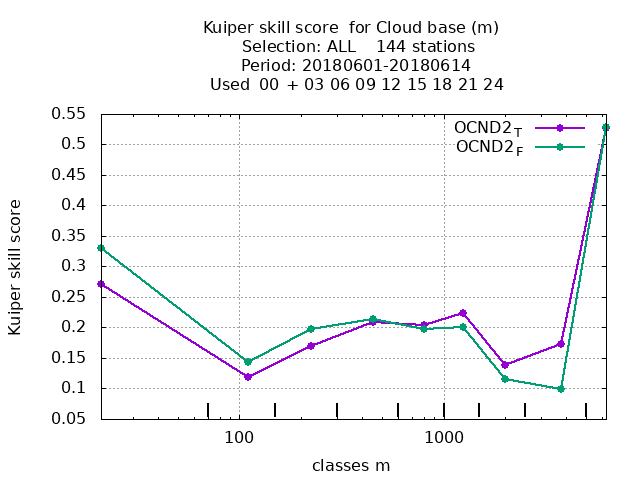 Kuiper skill score  for Cloud base (m)
Selection: ALL    144 stations
Period: 20180601-20180614
Used  00 + 03 06 09 12 15 18 21 24
OCND2T
OCND2F
0.55
0.5
0.45
0.4
0.35
0.3
0.25
0.2
0.15
0.1
0.05
Kuiper skill score
100 1000
classes m